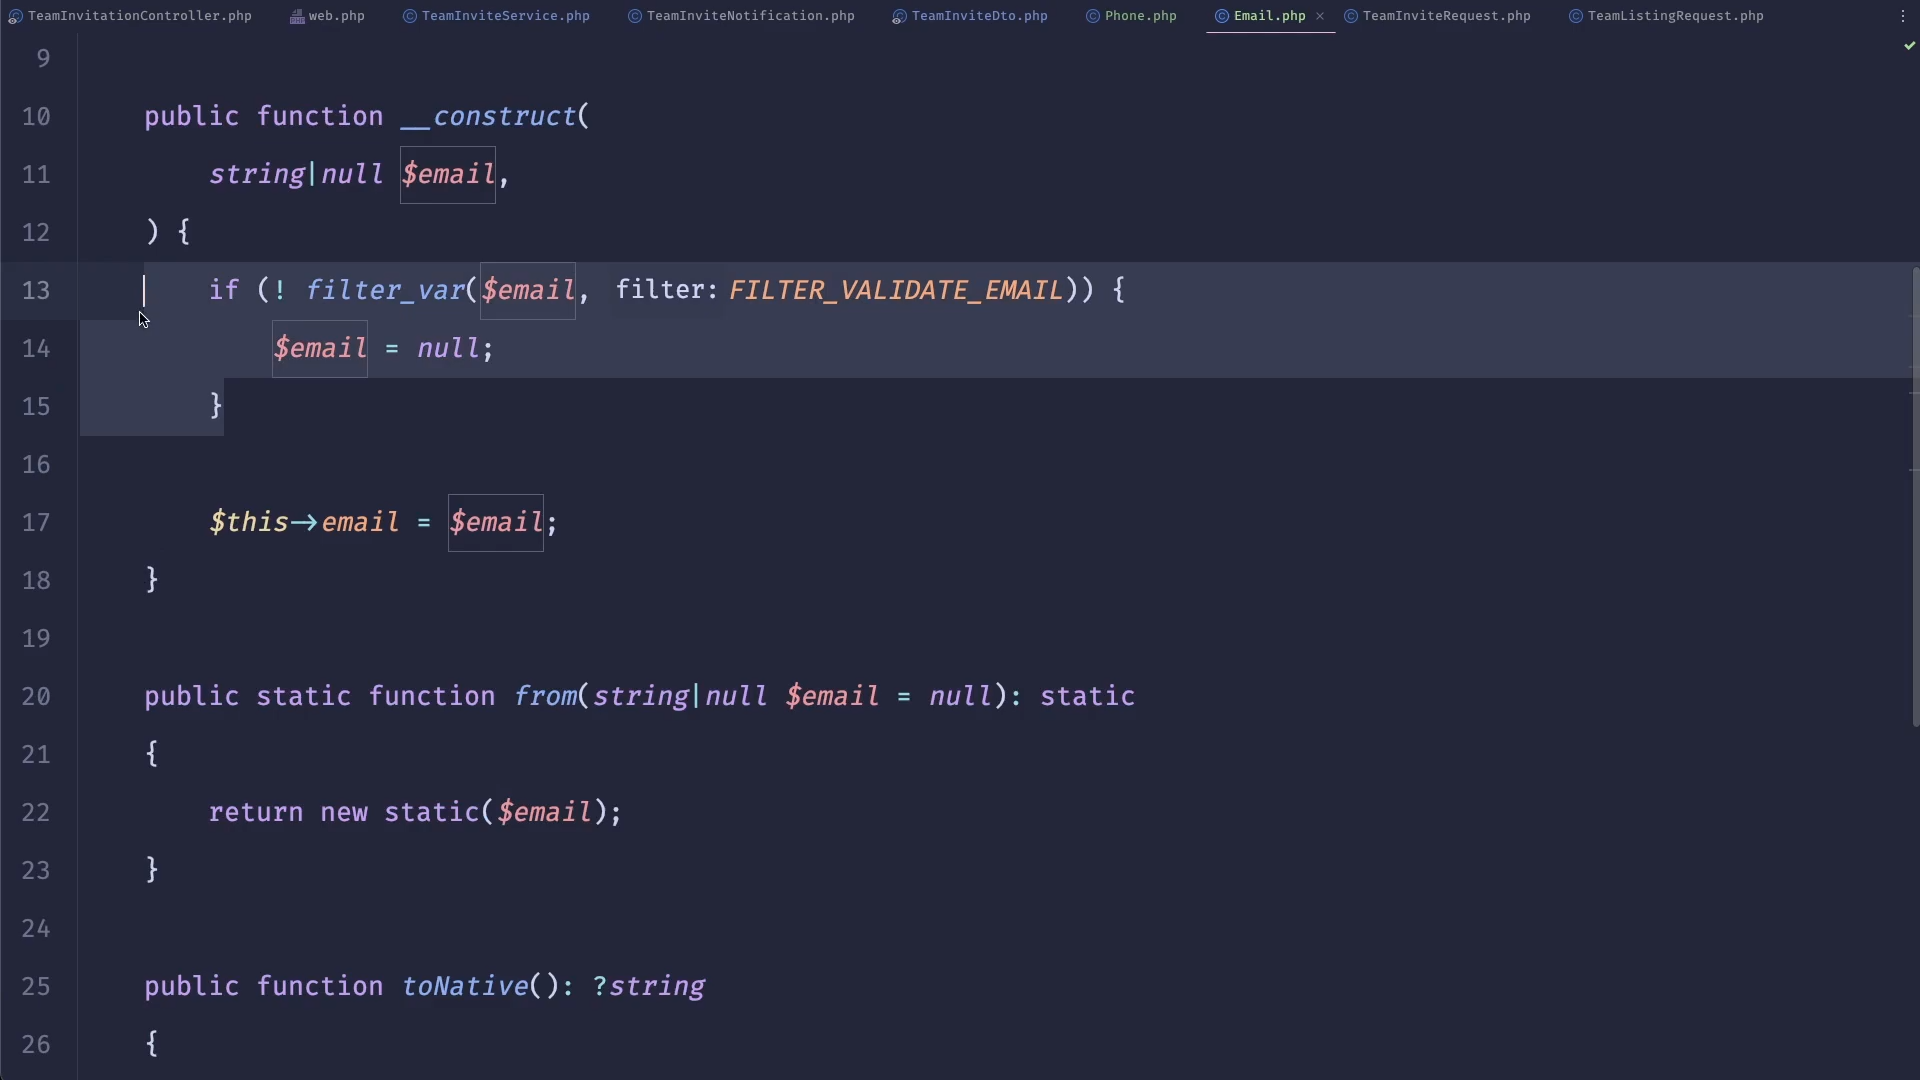 TeamInvitationController.php web.php TeamInviteService.php TeamInviteNotification.php TeamInviteDto.php Phone.php Email.php TeamInviteRequest.php TeamListingRequest.php
9
10 public function __construct(
11 string|null $email,
12 ) {
13 if (! filter_var($email, filter: FILTER_VALIDATE_EMAIL)) {
14 $email = null;
15 }
16
17 $this->email = $email;
18 }
19
20 public static function from(string|null $email = null): static
21 {
22 return new static($email);
23 }
24
25 public function toNative(): ?string
26 {